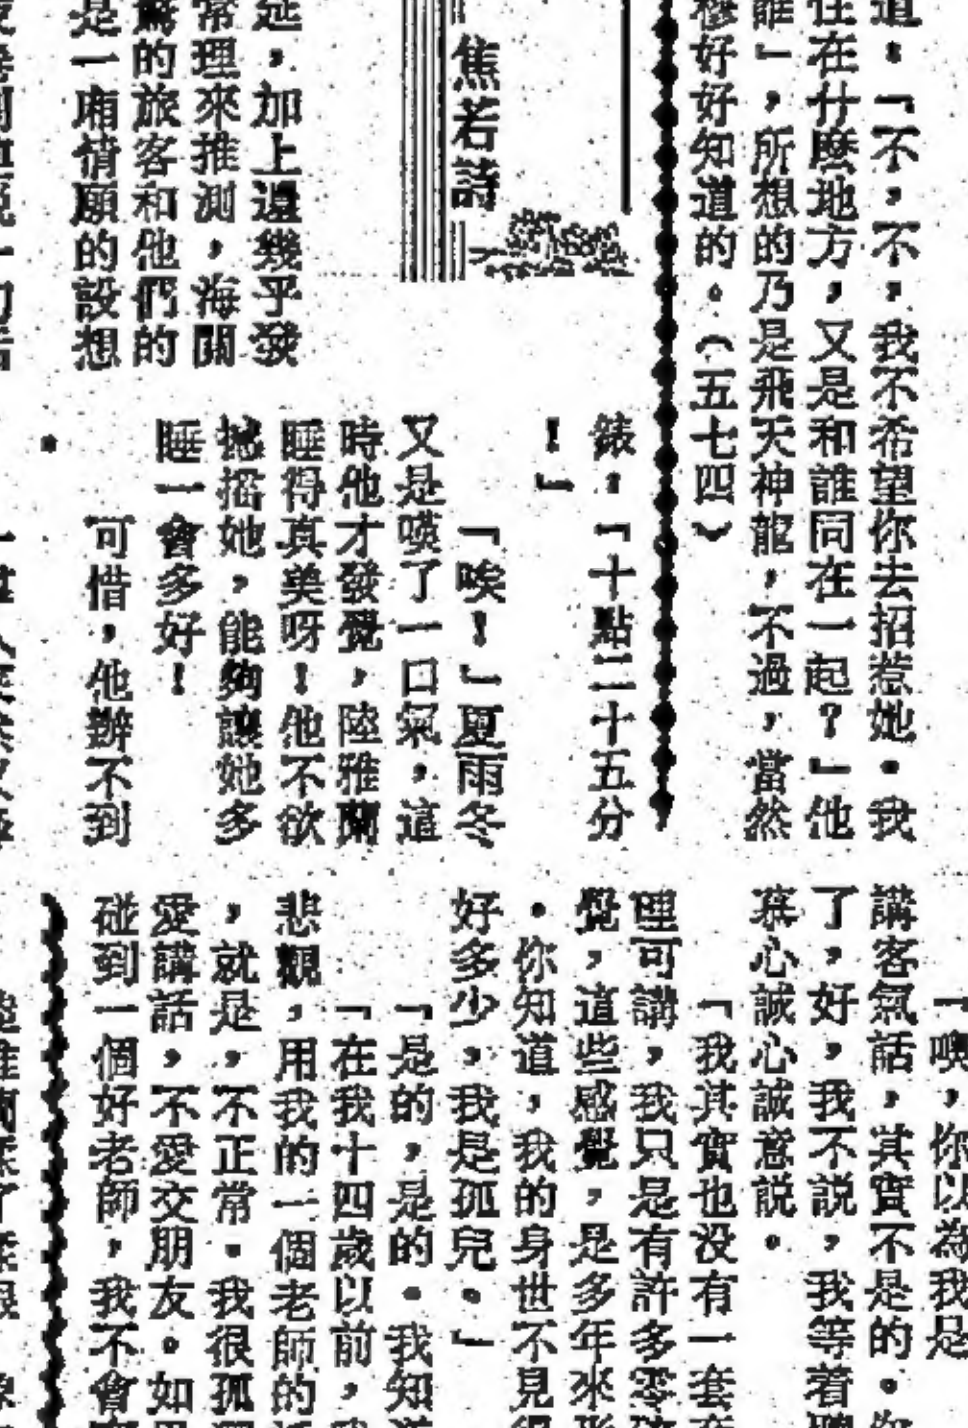 道。「不，不，我不希望你去招惹她。我
住在什麼地方，又是和誰同在一起？」他
誰」，所想的乃是飛天神龍，不過，當然
穆好好知道的。（五七四）
焦若詩
延，加上這幾乎發
常理來推測，海關
的旅客和他們的
是一廂情願的設想
錶：「十點二十五分
！」
「唉！」夏雨冬
又是嘆了一口氣，這
時他才發覺，陸雅蘭
睡得真美呀！他不欲
撼搖她，能夠讓她多
睡一會多好！
可惜，他辦不到
「噢，你以為我是
講客氣話，其實不是的。
了，好，我不說，我等着
慕心誠心誠意說。
「我其實也没有一套
可講，我只是有許多零
覺，這些感覺，是多年來
。你知道，我的身世不見
好多少，我是孤兒。」
「是的，是的。我知
「在我十四歲以前，
悲觀，用我的一個老師的
，就是，不正常。我很孤
愛講話，不愛交朋友。如
碰到一個好老師，我不會